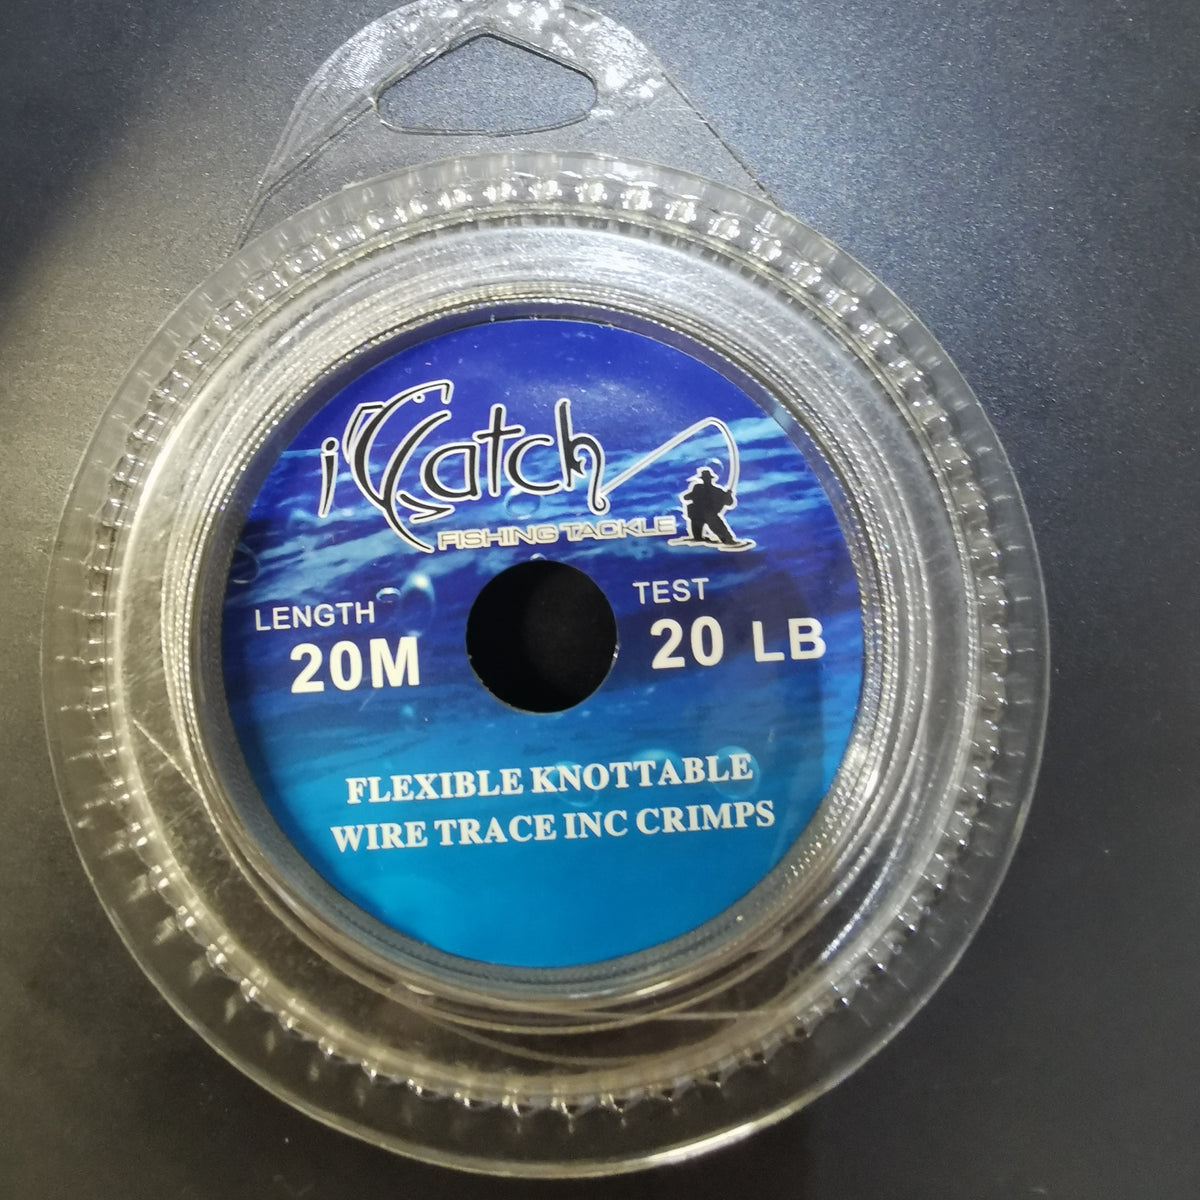 iCatch
FISHING TACKLE
LENGTH
20M
TEST
20 LB
FLEXIBLE KNOTTABLE
WIRE TRACE INC CRIMPS